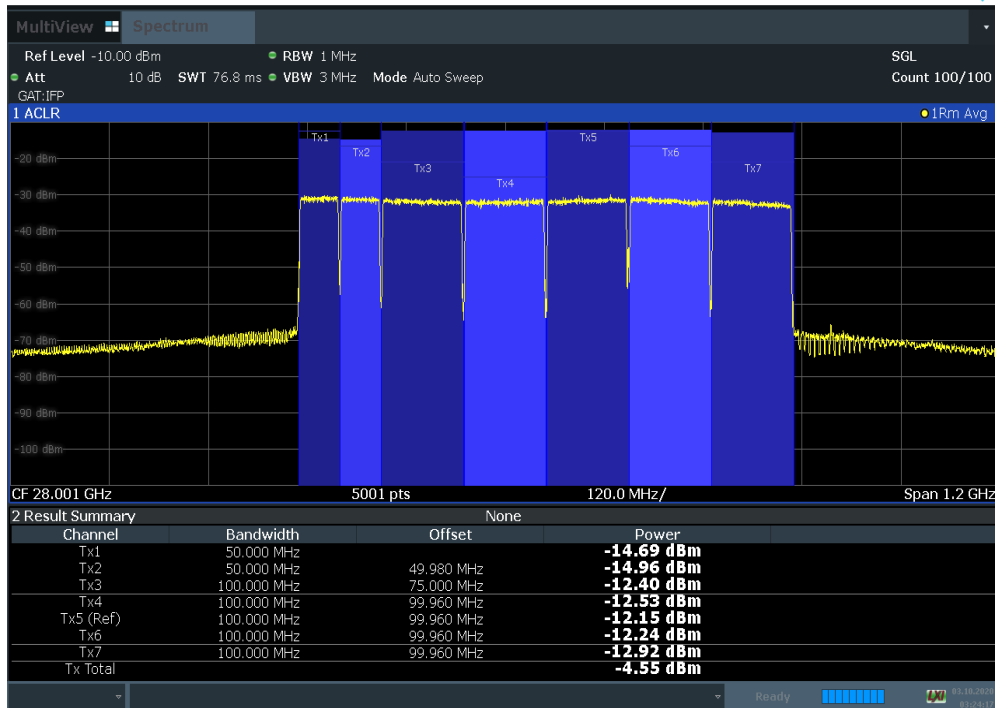 MultiView Spectrum
Ref Level -10.00 dBm RBW 1 MHz SGL
Att 10 dB SWT 76.8 ms VBW 3 MHz Mode Auto Sweep Count 100/100
GAT:IFP
1 ACLR 1Rm Avg
Tx1
Tx2
Tx3
Tx4
Tx5
Tx6
Tx7
-20 dBm
-30 dBm
-40 dBm
-50 dBm
-60 dBm
-70 dBm
-80 dBm
-90 dBm
-100 dBm
CF 28.001 GHz 5001 pts 120.0 MHz/ Span 1.2 GHz
2 Result Summary None
Channel Bandwidth Offset Power
Tx1 50.000 MHz -14.69 dBm
Tx2 50.000 MHz 49.980 MHz -14.96 dBm
Tx3 100.000 MHz 75.000 MHz -12.40 dBm
Tx4 100.000 MHz 99.960 MHz -12.53 dBm
Tx5 (Ref) 100.000 MHz 99.960 MHz -12.15 dBm
Tx6 100.000 MHz 99.960 MHz -12.24 dBm
Tx7 100.000 MHz 99.960 MHz -12.92 dBm
Tx Total -4.55 dBm
Ready
03.10.2020
03:24:17